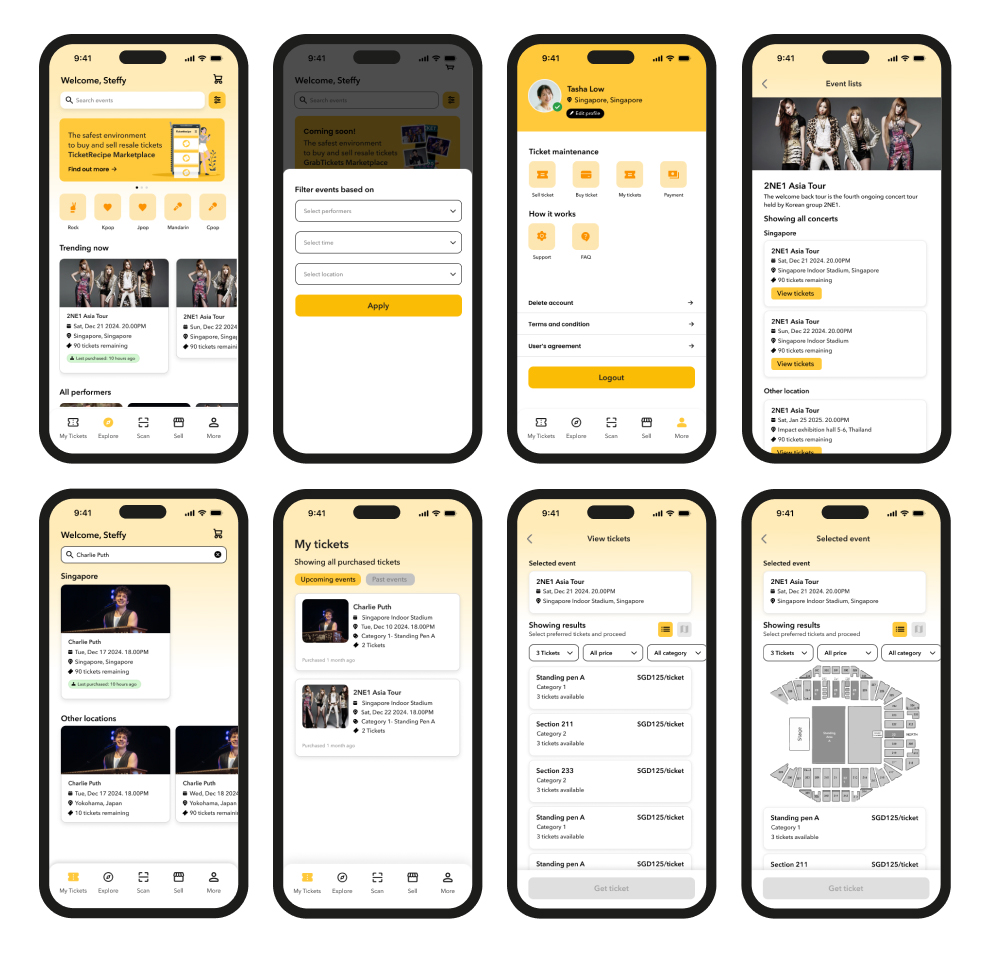 9:41
Welcome, Steffy
Search events
The safest environment
to buy and sell resale tickets
TicketRecipe Marketplace
Find out more →
Rock Kpop Jpop Mandarin Cpop
Trending now
2NE1 Asia Tour
Sat, Dec 21 2024. 20.00PM
Singapore, Singapore
90 tickets remaining
Last purchased: 10 hours ago
2NE1 Asia Tour
Sun, Dec 22 2024
Singapore, Singap
90 tickets remaini
All performers
My Tickets Explore Scan Sell More
9:41
Welcome, Steffy
Search events
Coming soon!
The safest environment
to buy and sell resale tickets
GrabTickets Marketplace
Filter events based on
Select performers
Select time
Select location
Apply
9:41
Tasha Low
Singapore, Singapore
Edit profile
Ticket maintenance
Sell ticket Buy ticket My tickets Payment
How it works
Support FAQ
Delete account →
Terms and condition →
User's agreement →
Logout
My Tickets Explore Scan Sell More
9:41
Event lists
2NE1 Asia Tour
The welcome back tour is the fourth ongoing concert tour
held by Korean group 2NE1.
Showing all concerts
Singapore
2NE1 Asia Tour
Sat, Dec 21 2024. 20.00PM
Singapore Indoor Stadium, Singapore
90 tickets remaining
View tickets
2NE1 Asia Tour
Sun, Dec 22 2024. 20.00PM
Singapore Indoor Stadium
90 tickets remaining
View tickets
Other location
2NE1 Asia Tour
Sat, Jan 25 2025. 20.00PM
Impact exhibition hall 5-6, Thailand
90 tickets remaining
View tickets
9:41
Welcome, Steffy
Charlie Puth
Singapore
Charlie Puth
Tue, Dec 17 2024. 18.00PM
Singapore, Singapore
90 tickets remaining
Last purchased: 10 hours ago
Other locations
Charlie Puth
Tue, Dec 17 2024. 18.00PM
Yokohama, Japan
10 tickets remaining
Charlie Puth
Wed, Dec 18 2024
Yokohama, Japan
90 tickets remaining
My Tickets Explore Scan Sell More
9:41
My tickets
Showing all purchased tickets
Upcoming events Past events
Charlie Puth
Singapore Indoor Stadium
Tue, Dec 10 2024. 18.00PM
Category 1- Standing Pen A
2 Tickets
Purchased 1 month ago
2NE1 Asia Tour
Singapore Indoor Stadium
Sat, Dec 22 2024. 18.00PM
Category 1- Standing Pen A
2 Tickets
Purchased 1 month ago
My Tickets Explore Scan Sell More
9:41
View tickets
Selected event
2NE1 Asia Tour
Sat, Dec 21 2024. 20.00PM
Singapore Indoor Stadium, Singapore
Showing results
Select preferred tickets and proceed
3 Tickets All price All category
Standing pen A SGD125/ticket
Category 1
3 tickets available
Section 211 SGD125/ticket
Category 2
3 tickets available
Section 233 SGD125/ticket
Category 2
3 tickets available
Standing pen A SGD125/ticket
Category 1
3 tickets available
Standing pen A SGD125/ticket
Get ticket
9:41
Selected event
Selected event
2NE1 Asia Tour
Sat, Dec 21 2024. 20.00PM
Singapore Indoor Stadium, Singapore
Showing results
Select preferred tickets and proceed
3 Tickets All price All category
Stage
Standing
NORTH
Standing pen A SGD125/ticket
Category 1
3 tickets available
Section 211 SGD125/ticket
Get ticket